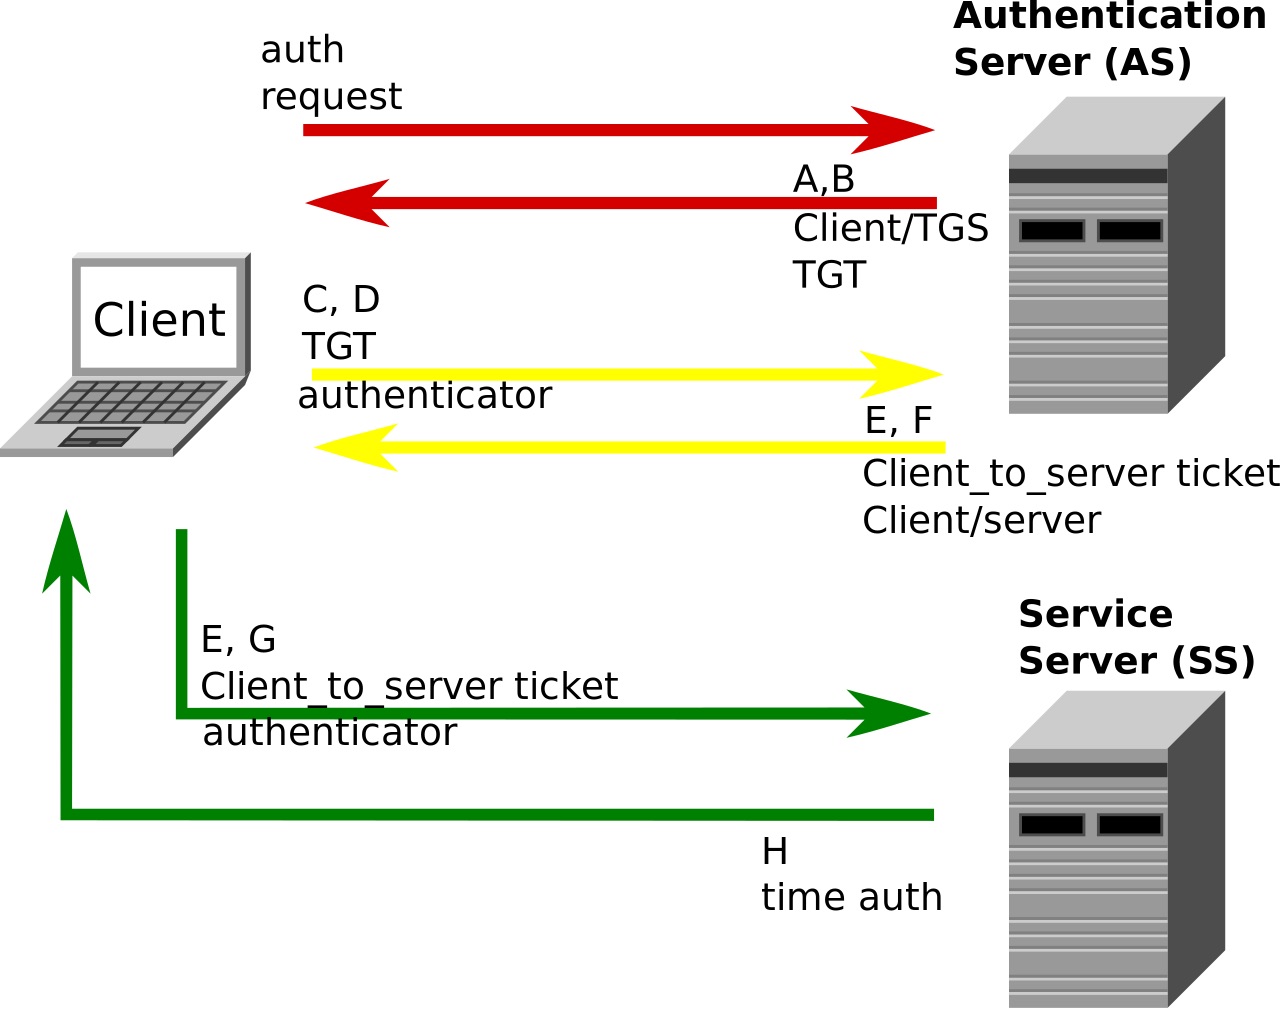 Authentication
Server (AS)
auth
request
A,B
Client/TGS
TGT
Client
C, D
TGT
authenticator
E, F
Client_to_server ticket
Client/server
Service
Server (SS)
E, G
Client_to_server ticket
authenticator
H
time auth